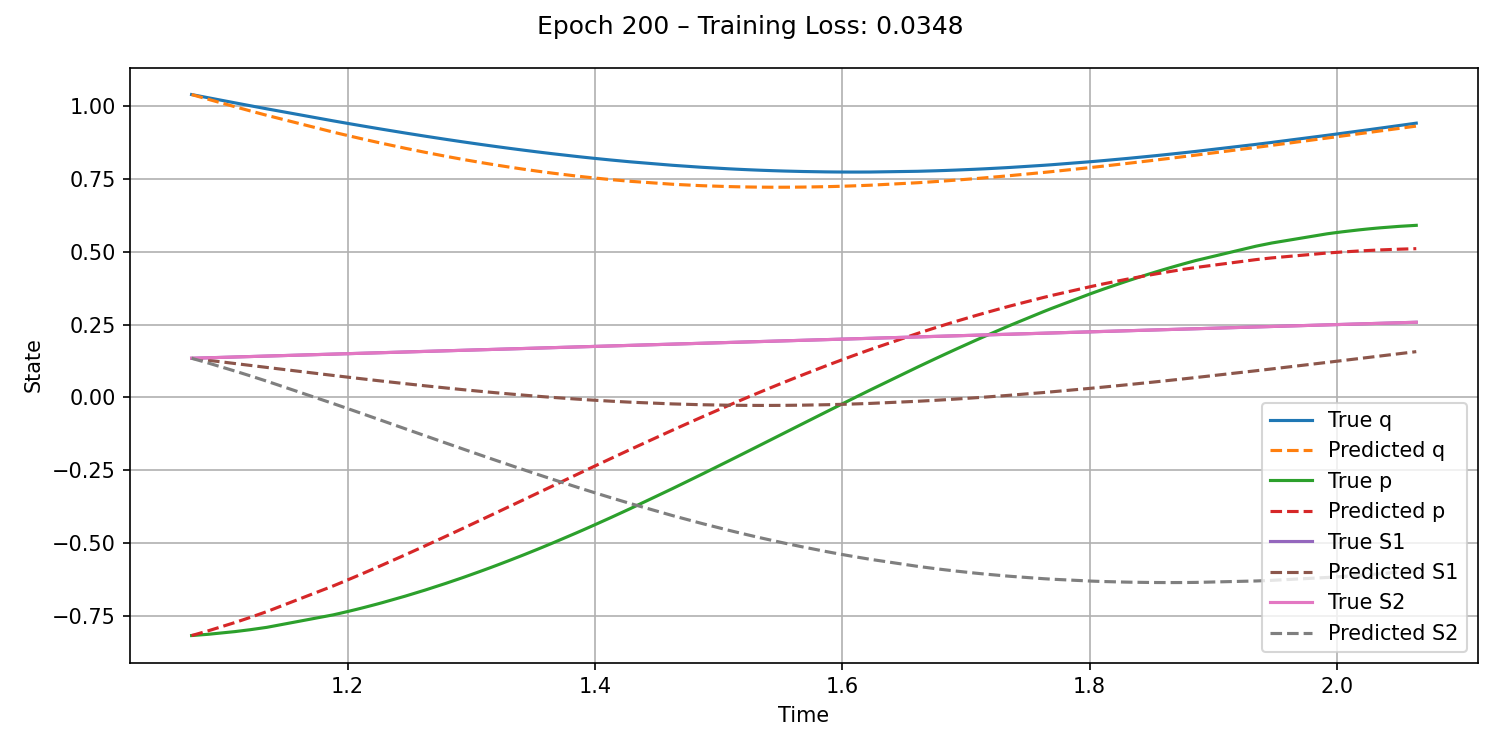 Epoch 200 – Training Loss: 0.0348
1.00
0.75
0.50
0.25
0.00
−0.25
−0.50
−0.75
State
1.2
1.4
1.6
1.8
2.0
Time
True q
Predicted q
True p
Predicted p
True S1
Predicted S1
True S2
Predicted S2